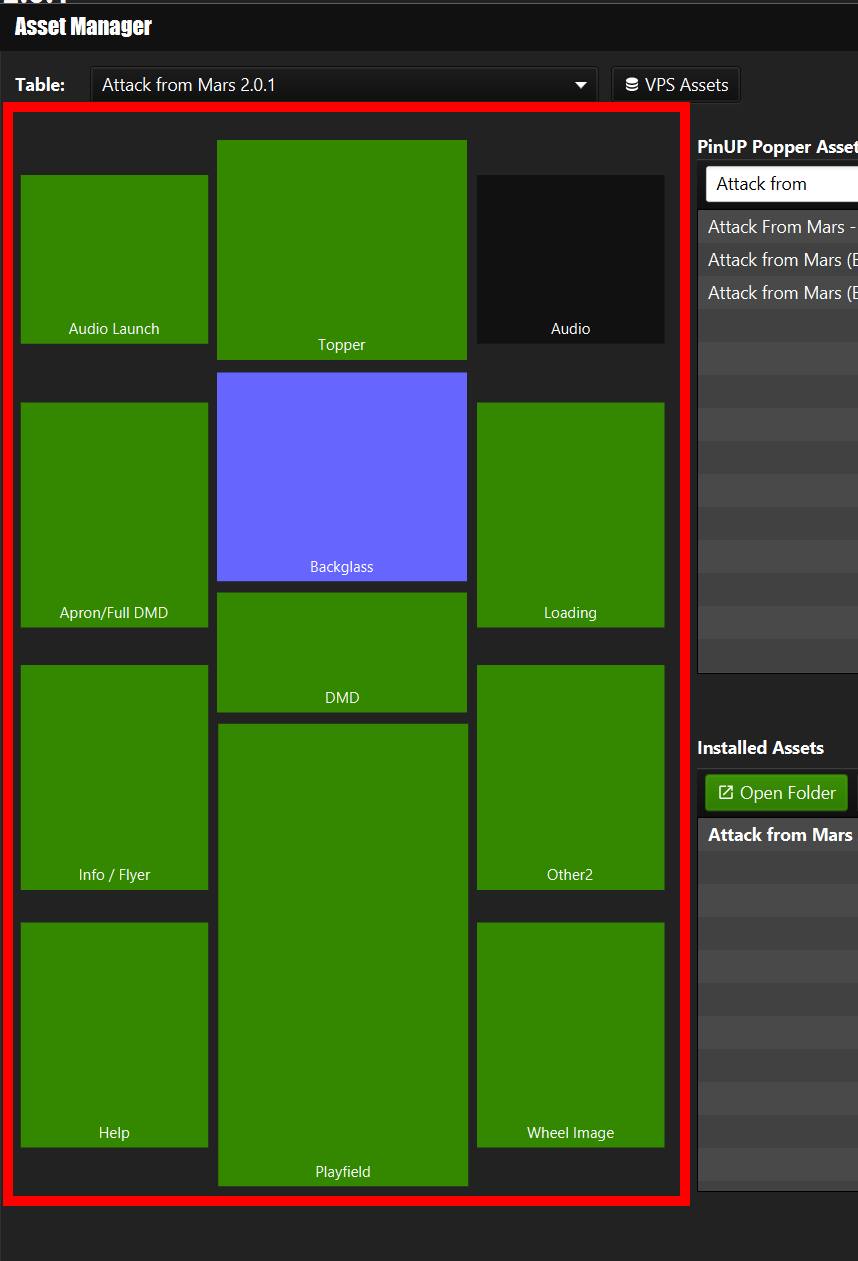 Asset Manager
Table:
Attack from Mars 2.0.1
VPS Assets
Audio Launch
Topper
Audio
Apron/Full DMD
Backglass
Loading
DMD
Info / Flyer
Other2
Help
Playfield
Wheel Image
PinUP Popper Asset
Attack from
Attack From Mars -
Attack from Mars (
Attack from Mars (
Installed Assets
Open Folder
Attack from Mars